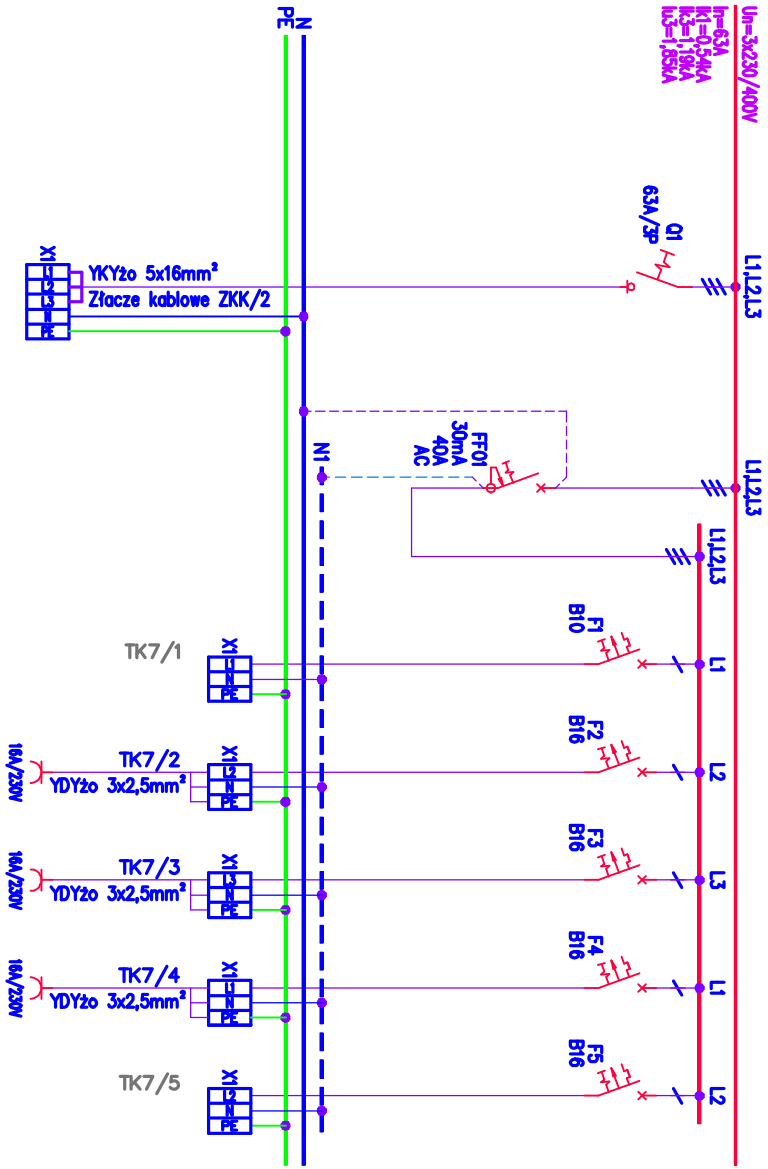 Un=3x230/400V
In=63A
Ik1=0,54kA
Ik3=1,19kA
Iu3=1,85kA
N
PE
Q1
63A/3P
L1,L2,L3
X1
L1
L2
L3
N
PE
YKYżo 5x16mm²
Złącze kablowe ZKK/2
N1
FF01
30mA
40A
AC
L1,L2,L3
L1,L2,L3
TK7/1
X1
L1
N
PE
F1
B10
L1
16A/230V
TK7/2
YDYżo 3x2,5mm²
X1
L2
N
PE
F2
B16
L2
16A/230V
TK7/3
YDYżo 3x2,5mm²
X1
L3
N
PE
F3
B16
L3
16A/230V
TK7/4
YDYżo 3x2,5mm²
X1
L1
N
PE
F4
B16
L1
TK7/5
X1
L2
N
PE
F5
B16
L2